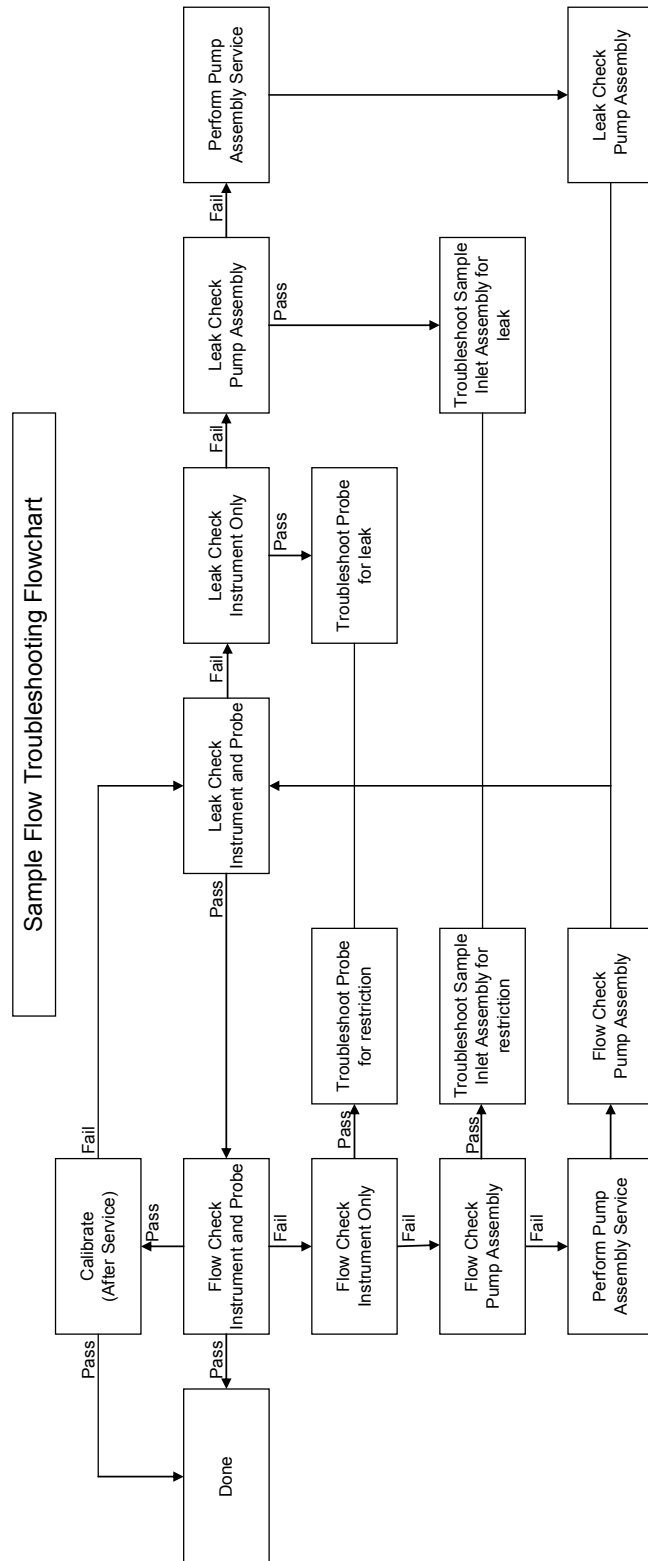 Sample Flow Troubleshooting Flowchart
Pass
Calibrate
(After Service)
Fail
Pass
Done
Pass
Flow Check
Instrument and Probe
Pass
Leak Check
Instrument and Probe
Fail
Leak Check
Instrument Only
Fail
Leak Check
Pump Assembly
Fail
Perform Pump
Assembly Service
Fail
Pass
Pass
Flow Check
Instrument Only
Pass
Troubleshoot Probe
for restriction
Troubleshoot Probe
for leak
Fail
Flow Check
Pump Assembly
Pass
Troubleshoot Sample
Inlet Assembly for
restriction
Troubleshoot Sample
Inlet Assembly for
leak
Fail
Perform Pump
Assembly Service
Flow Check
Pump Assembly
Leak Check
Pump Assembly